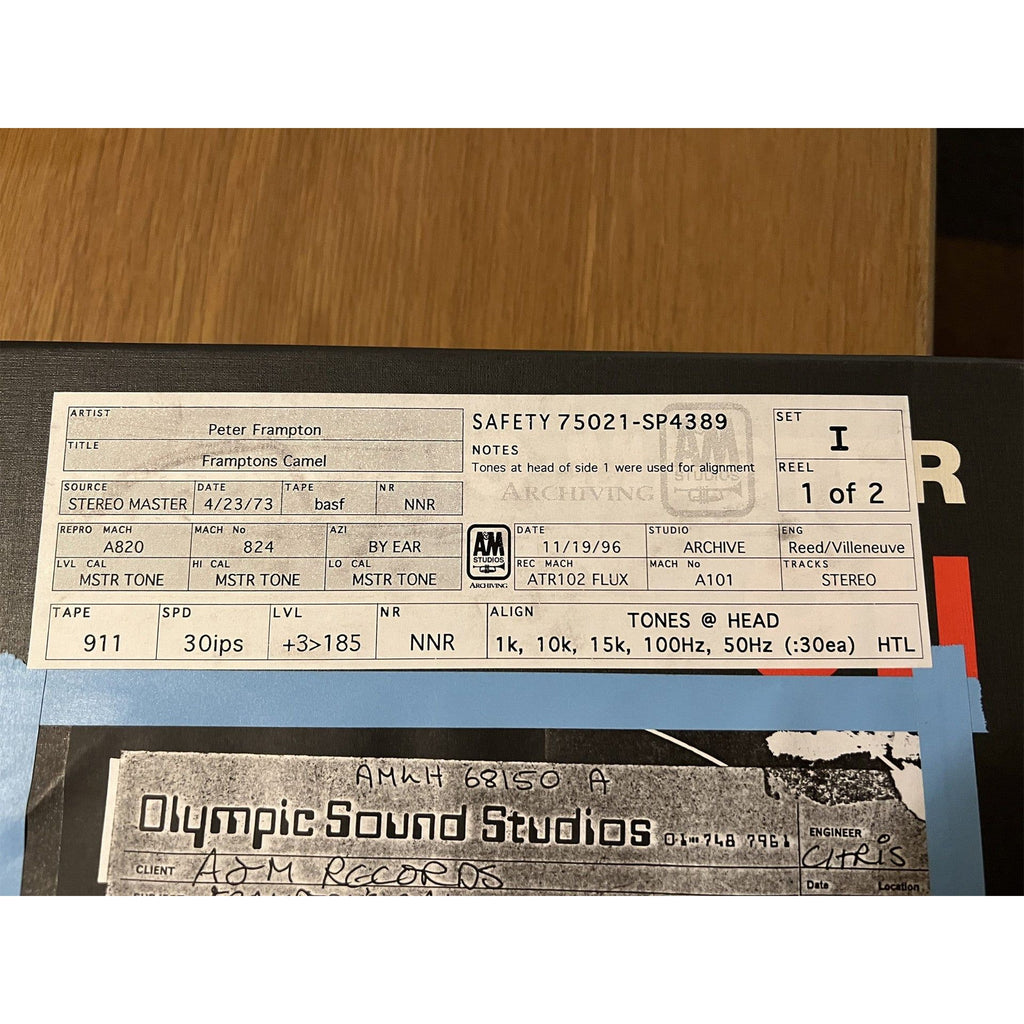 ARTIST
Peter Frampton
TITLE
Framptons Camel
SAFETY 75021-SP4389
NOTES
Tones at head of side 1 were used for alignment
A&M
STUDIOS
ARCHIVING
SET
I
REEL
1 of 2
SOURCE DATE TAPE NR
STEREO MASTER 4/23/73 basf NNR
REPRO MACH MACH No AZI
A820 824 BY EAR
LVL CAL HI CAL LO CAL
MSTR TONE MSTR TONE MSTR TONE
A&M
STUDIOS
ARCHIVING
DATE STUDIO ENG
11/19/96 ARCHIVE Reed/Villeneuve
REC MACH MACH No TRACKS
ATR102 FLUX A101 STEREO
TAPE SPD LVL NR ALIGN
911 30ips +3>185 NNR TONES @ HEAD
1k, 10k, 15k, 100Hz, 50Hz (:30ea) HTL
R
AMLH 68150 A
Olympic Sound Studios 01-748 7961
ENGINEER
CHRIS
CLIENT A&M RECORDS
Date Location